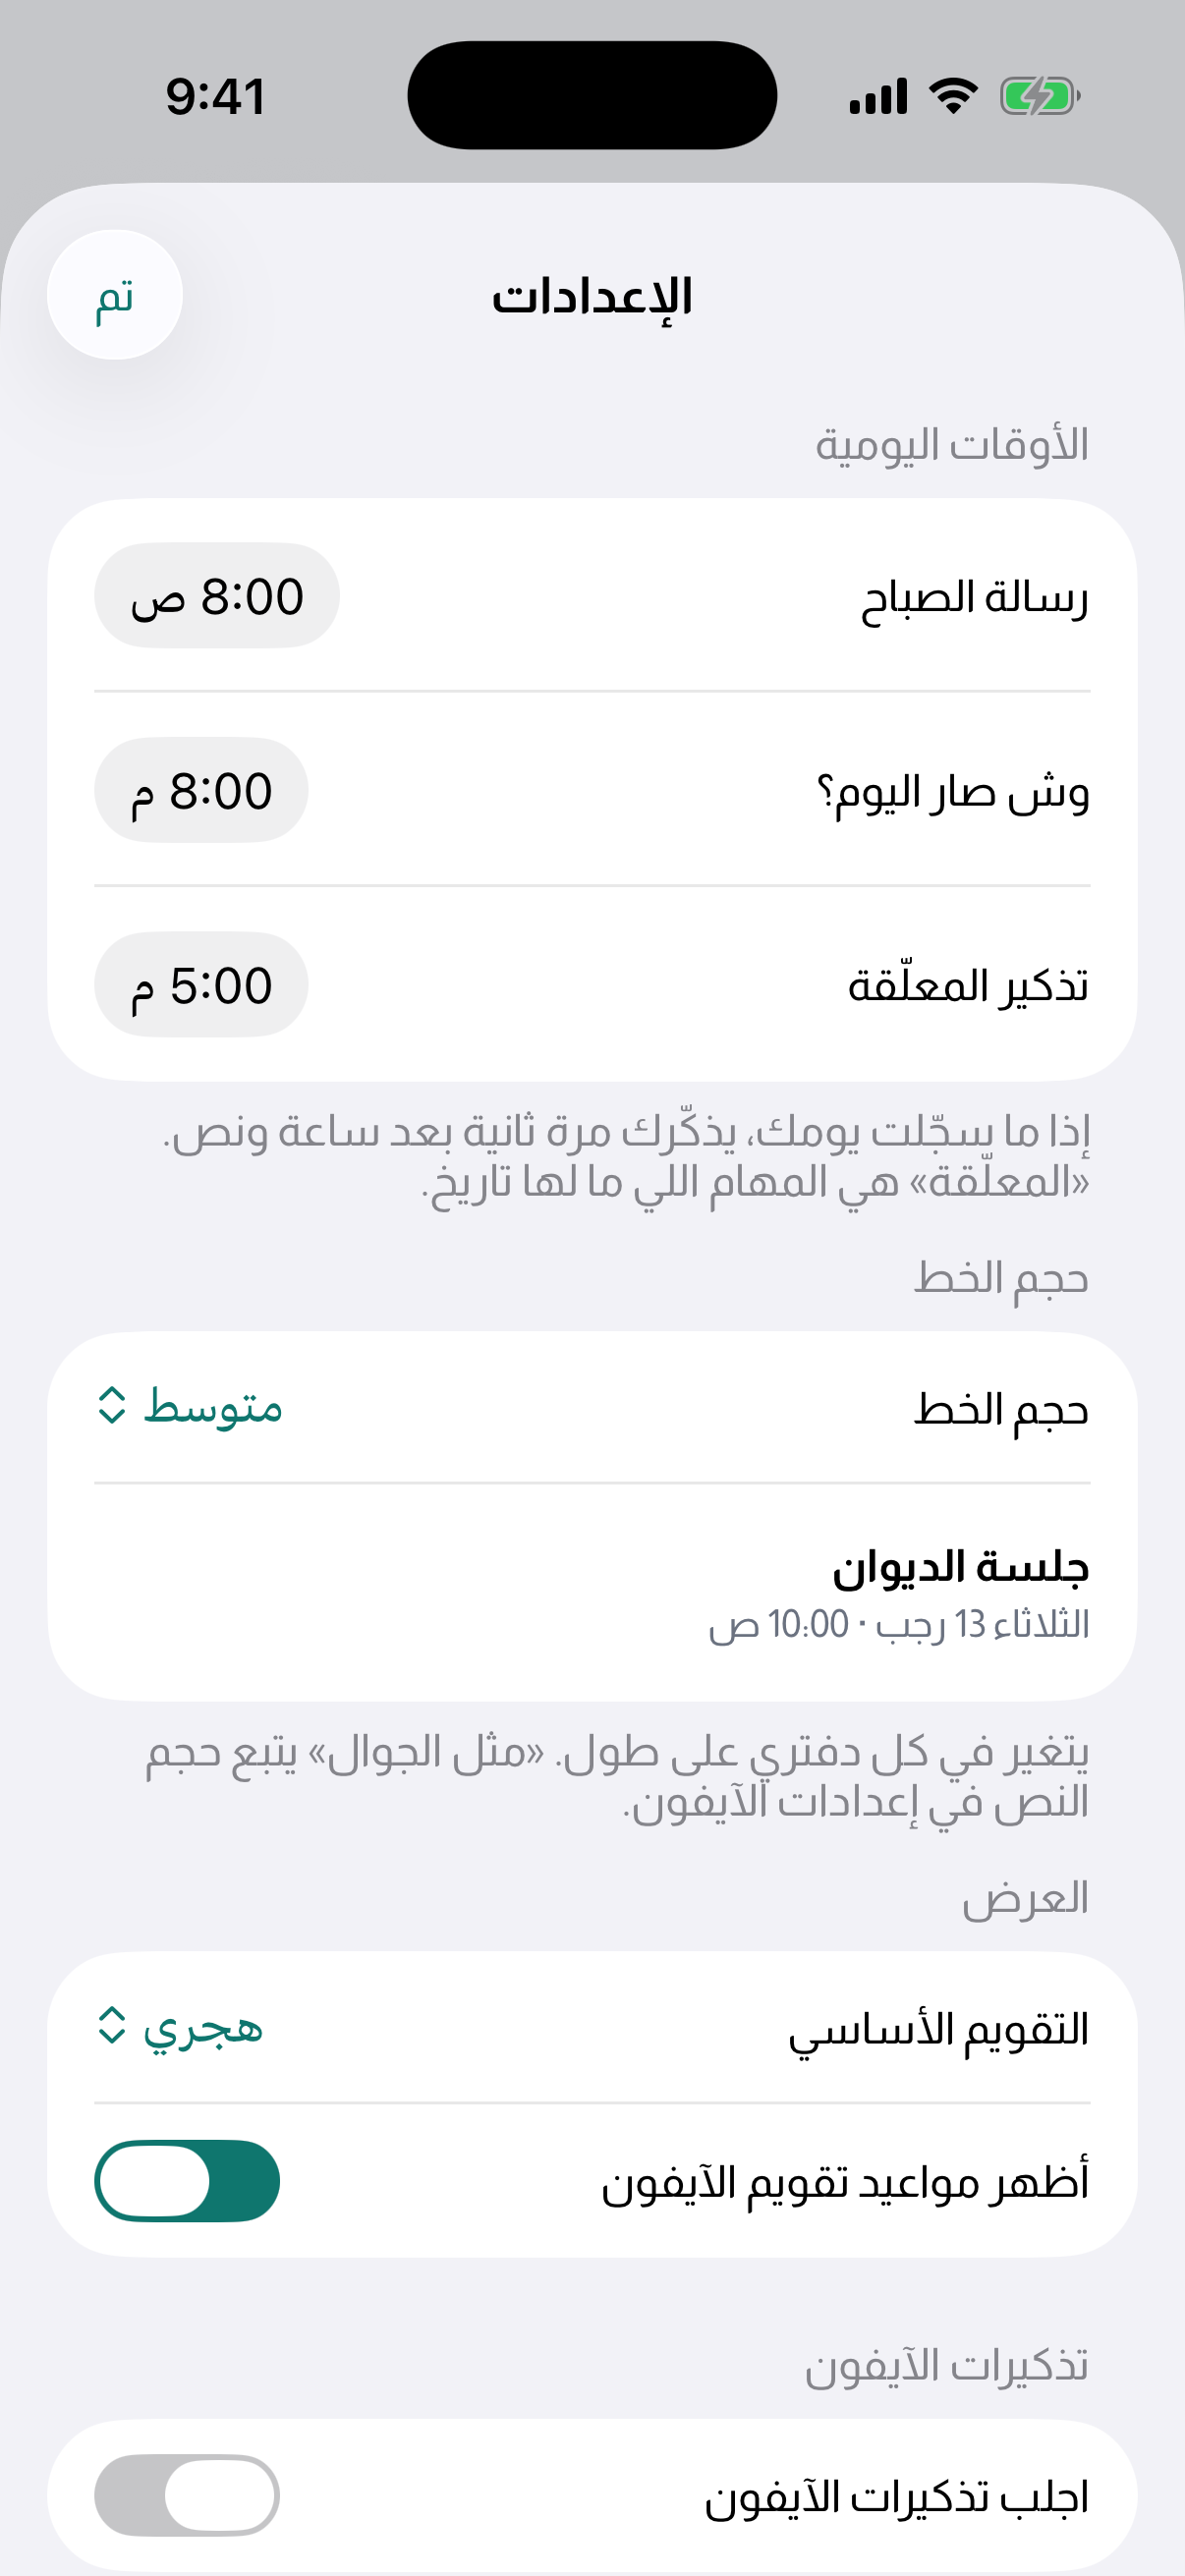 9:41
الإعدادات
تم
الأوقات اليومية
رسالة الصباح
8:00 ص
وش صار اليوم؟
8:00 م
تذكير المعلّقة
5:00 م
إذا ما سجّلت يومك، يذكّرك مرة ثانية بعد ساعة ونص.
«المعلّقة» هي المهام اللي ما لها تاريخ.
حجم الخط
حجم الخط
متوسط
جلسة الديوان
الثلاثاء 13 رجب · 10:00 ص
يتغير في كل دفتري على طول. «مثل الجوال» يتبع حجم
النص في إعدادات الآيفون.
العرض
التقويم الأساسي
هجري
أظهر مواعيد تقويم الآيفون
تذكيرات الآيفون
اجلب تذكيرات الآيفون